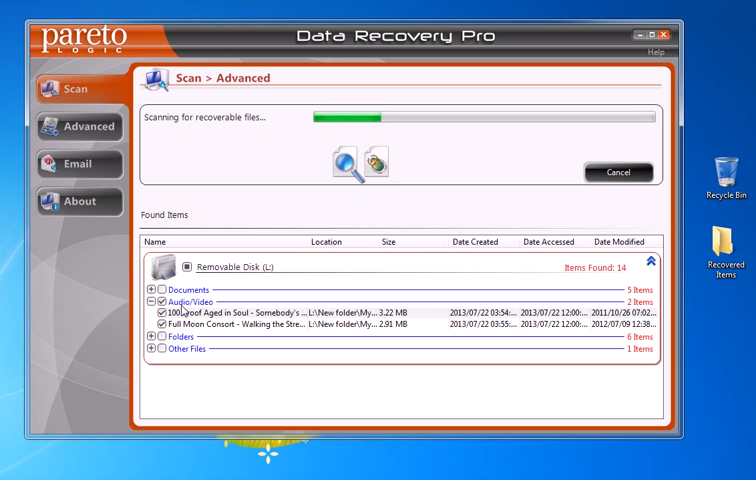 pareto
LOGIC
Data Recovery Pro
Help
Scan
Advanced
Email
About
Scan > Advanced
Scanning for recoverable files...
Cancel
Found Items
Name Location Size Date Created Date Accessed Date Modified
Removable Disk (L:) Items Found: 14
Documents 5 Items
Audio/Video 2 Items
100 Proof Aged in Soul - Somebody's ... L:\New folder\My... 3.22 MB 2013/07/22 03:54:... 2013/07/22 12:00:... 2011/10/26 07:02...
Full Moon Consort - Walking the Stre... L:\New folder\My... 2.91 MB 2013/07/22 03:55:... 2013/07/22 12:00:... 2012/07/09 12:38...
Folders 6 Items
Other Files 1 Items
Recycle Bin
Recovered
Items